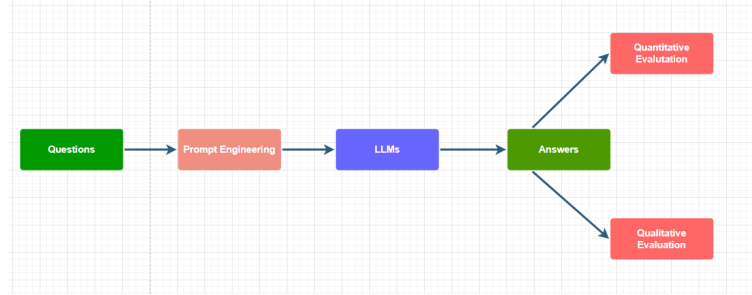 Quantitative
Evalutation
Questions
Prompt Engineering
LLMs
Answers
Qualitative
Evaluation